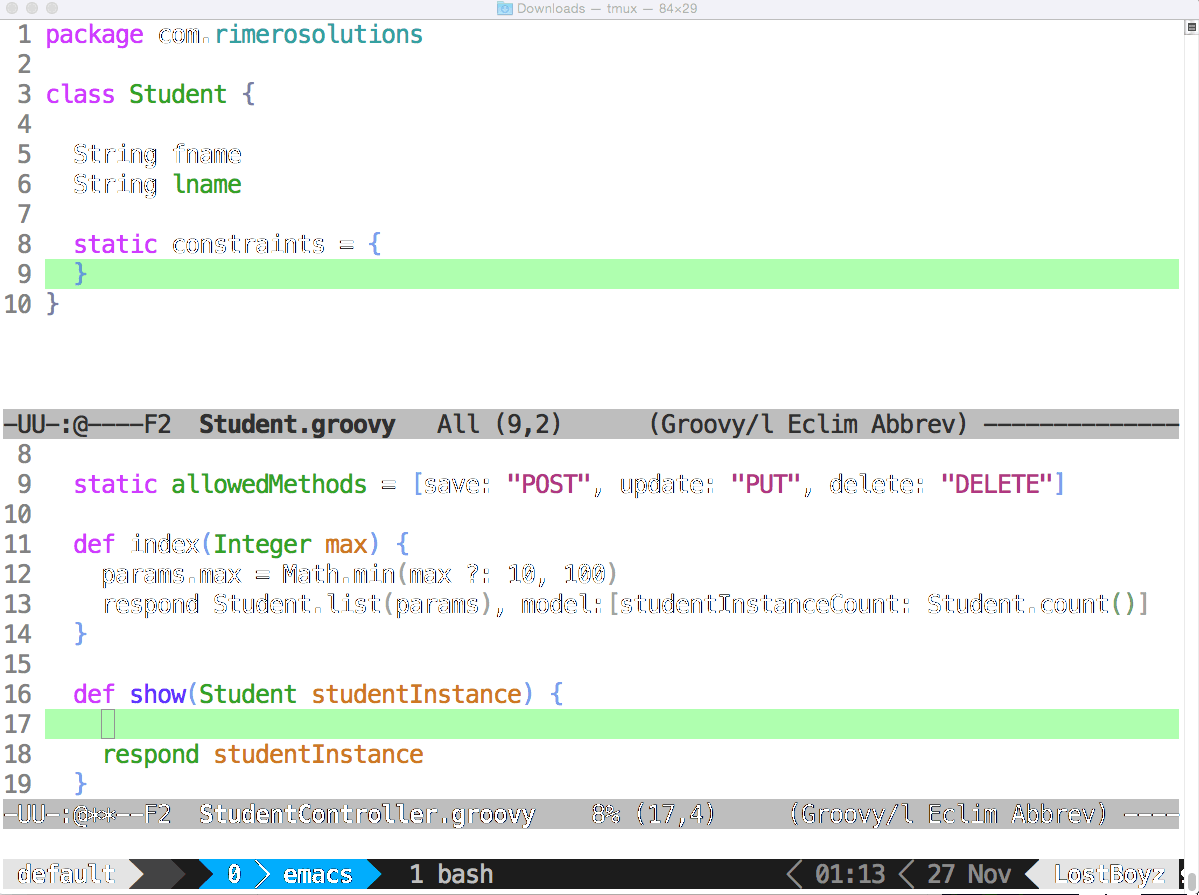 Downloads — tmux — 84×29
1 package com.rimerosolutions
2
3 class Student {
4
5   String fname
6   String lname
7
8   static constraints = {
9   }
10 }
-UU-:@----F2  Student.groovy   All (9,2)      (Groovy/l Eclim Abbrev) --------------
8
9   static allowedMethods = [save: "POST", update: "PUT", delete: "DELETE"]
10
11   def index(Integer max) {
12     params.max = Math.min(max ?: 10, 100)
13     respond Student.list(params), model:[studentInstanceCount: Student.count()]
14   }
15
16   def show(Student studentInstance) {
17
18     respond studentInstance
19   }
-UU-:@**--F2  StudentController.groovy    8% (17,4)     (Groovy/l Eclim Abbrev) ----
default 0 emacs 1 bash 01:13 27 Nov LostBoyz